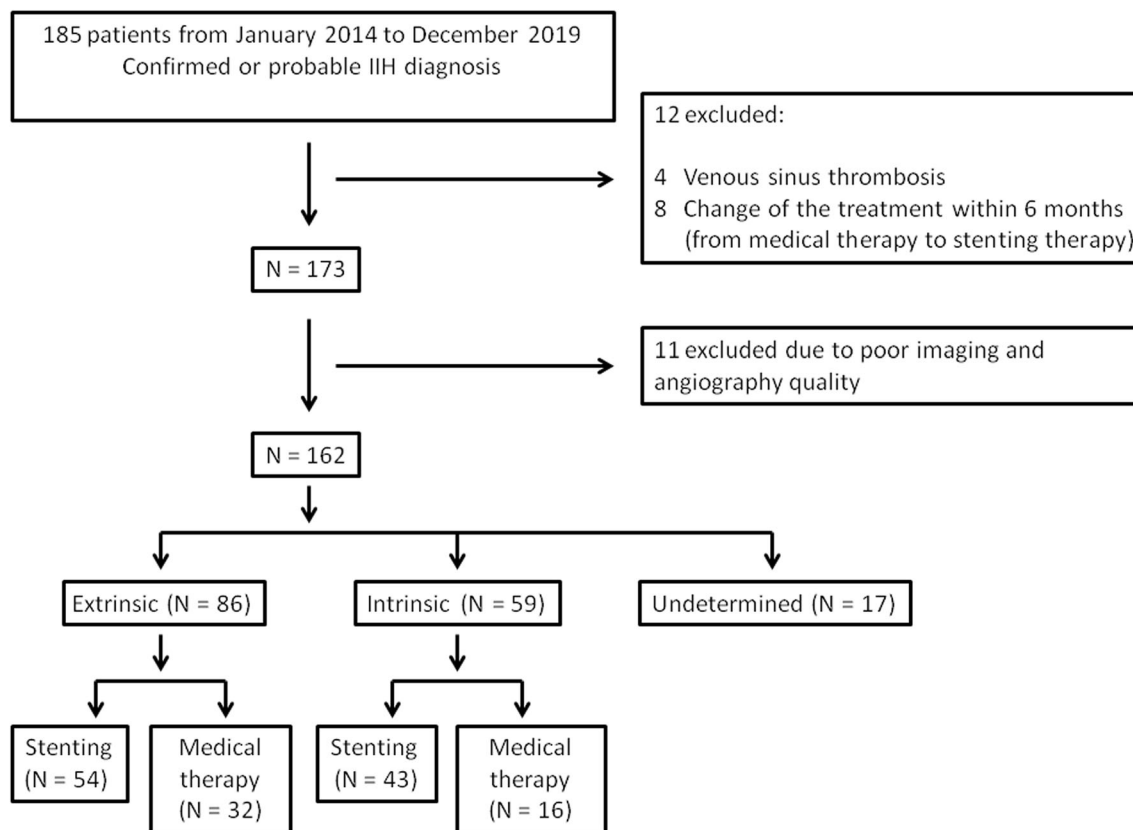 185 patients from January 2014 to December 2019
Confirmed or probable IIH diagnosis
12 excluded:
4 Venous sinus thrombosis
8 Change of the treatment within 6 months
(from medical therapy to stenting therapy)
N = 173
11 excluded due to poor imaging and
angiography quality
N = 162
Extrinsic (N = 86)
Intrinsic (N = 59)
Undetermined (N = 17)
Stenting
(N = 54)
Medical
therapy
(N = 32)
Stenting
(N = 43)
Medical
therapy
(N = 16)